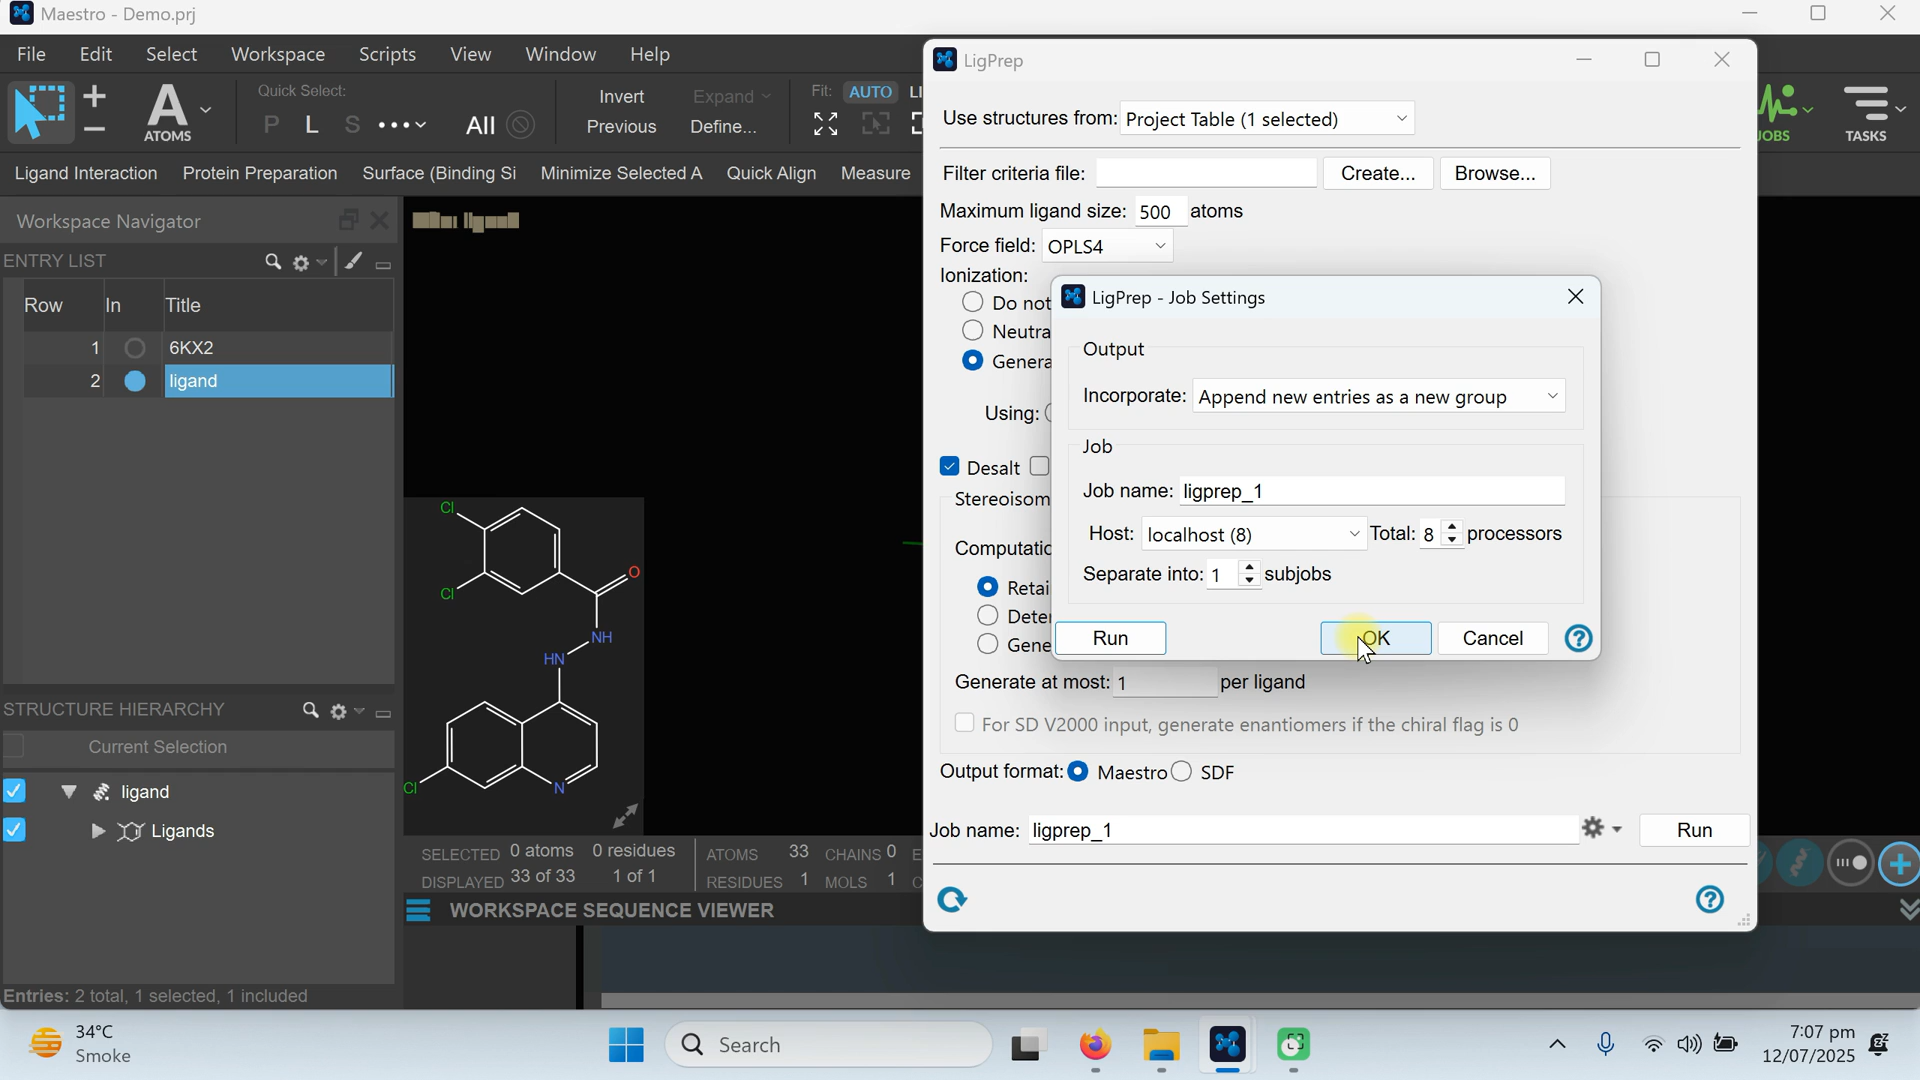 Maestro - Demo.prj
File Edit Select Workspace Scripts View Window Help
ATOMS
Quick Select:
P L S
All
Invert
Previous
Expand
Define...
Fit: AUTO
JOBS
TASKS
Ligand Interaction Protein Preparation Surface (Binding Si Minimize Selected A Quick Align Measure
Workspace Navigator
ENTRY LIST
Row In Title
1 6KX2
2 ligand
STRUCTURE HIERARCHY
Current Selection
ligand
Ligands
Entries: 2 total, 1 selected, 1 included
Cl
Cl
O
NH
HN
Cl
N
SELECTED 0 atoms 0 residues ATOMS 33 CHAINS 0
DISPLAYED 33 of 33 1 of 1 RESIDUES 1 MOLS 1
WORKSPACE SEQUENCE VIEWER
LigPrep
Use structures from: Project Table (1 selected)
Filter criteria file: Create... Browse...
Maximum ligand size: 500 atoms
Force field: OPLS4
Ionization:
Do not
Neutra
Genera
Using:
Desalt
Stereoisom
Computatio
Retai
Dete
Gene
Generate at most: 1 per ligand
For SD V2000 input, generate enantiomers if the chiral flag is 0
Output format: Maestro SDF
Job name: ligprep_1 Run
LigPrep - Job Settings
Output
Incorporate: Append new entries as a new group
Job
Job name: ligprep_1
Host: localhost (8) Total: 8 processors
Separate into: 1 subjobs
Run OK Cancel
34°C
Smoke
Search
7:07 pm
12/07/2025